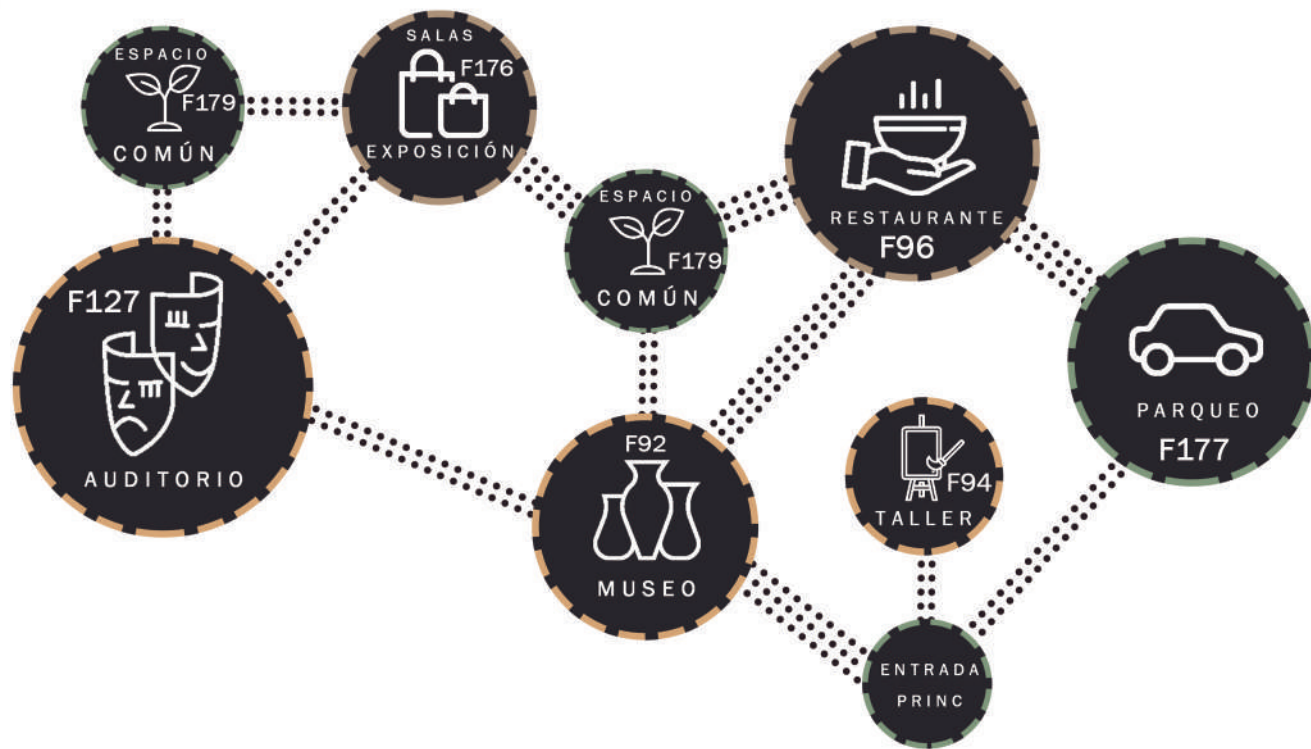 ESPACIO
F179
COMÚN
SALAS
F176
EXPOSICIÓN
ESPACIO
F179
COMÚN
RESTAURANTE
F96
F127
AUDITORIO
PARQUEO
F177
F92
MUSEO
F94
TALLER
ENTRADA
PRINC